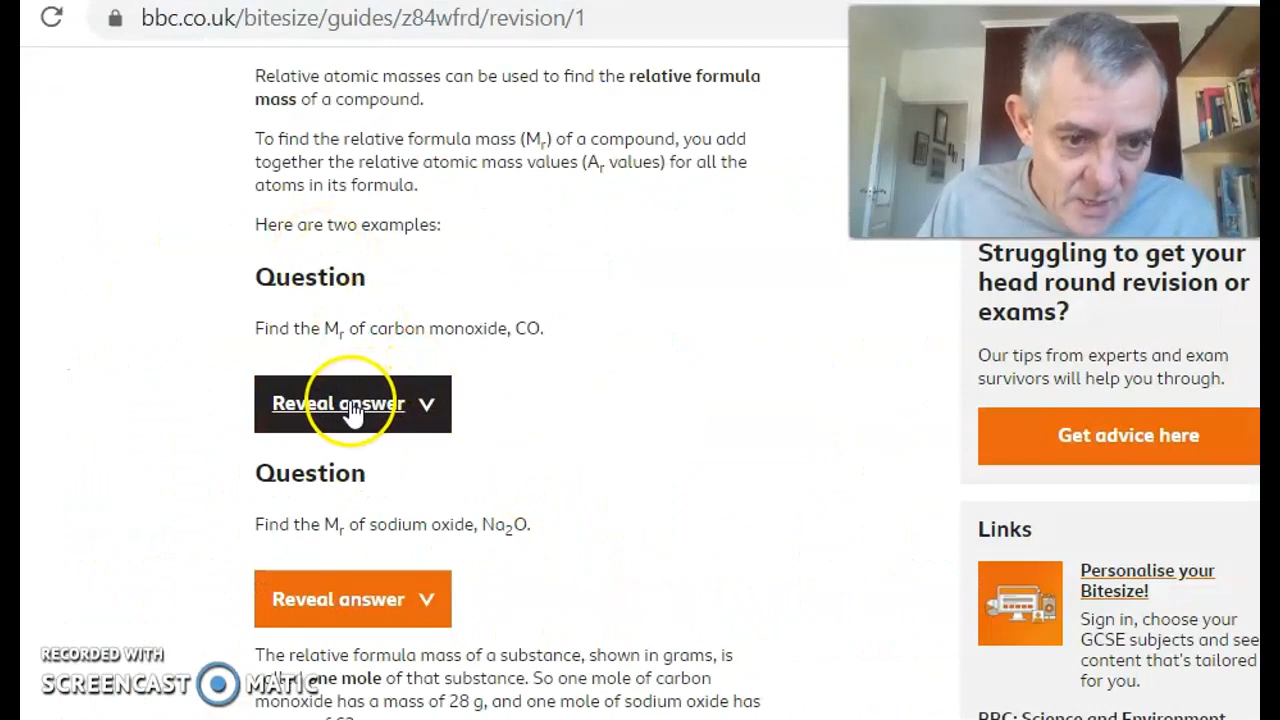 bbc.co.uk/bitesize/guides/z84wfrd/revision/1
Relative atomic masses can be used to find the relative formula
mass of a compound.
To find the relative formula mass (Mr) of a compound, you add
together the relative atomic mass values (Ar values) for all the
atoms in its formula.
Here are two examples:
Question
Find the Mr of carbon monoxide, CO.
Reveal answer
Question
Find the Mr of sodium oxide, Na2O.
Reveal answer
The relative formula mass of a substance, shown in grams, is
one mole of that substance. So one mole of carbon
monoxide has a mass of 28 g, and one mole of sodium oxide has
Struggling to get your
head round revision or
exams?
Our tips from experts and exam
survivors will help you through.
Get advice here
Links
Personalise your
Bitesize!
Sign in, choose your
GCSE subjects and see
content that's tailored
for you.
BBC: Science and Environment
RECORDED WITH
SCREENCAST MATIC